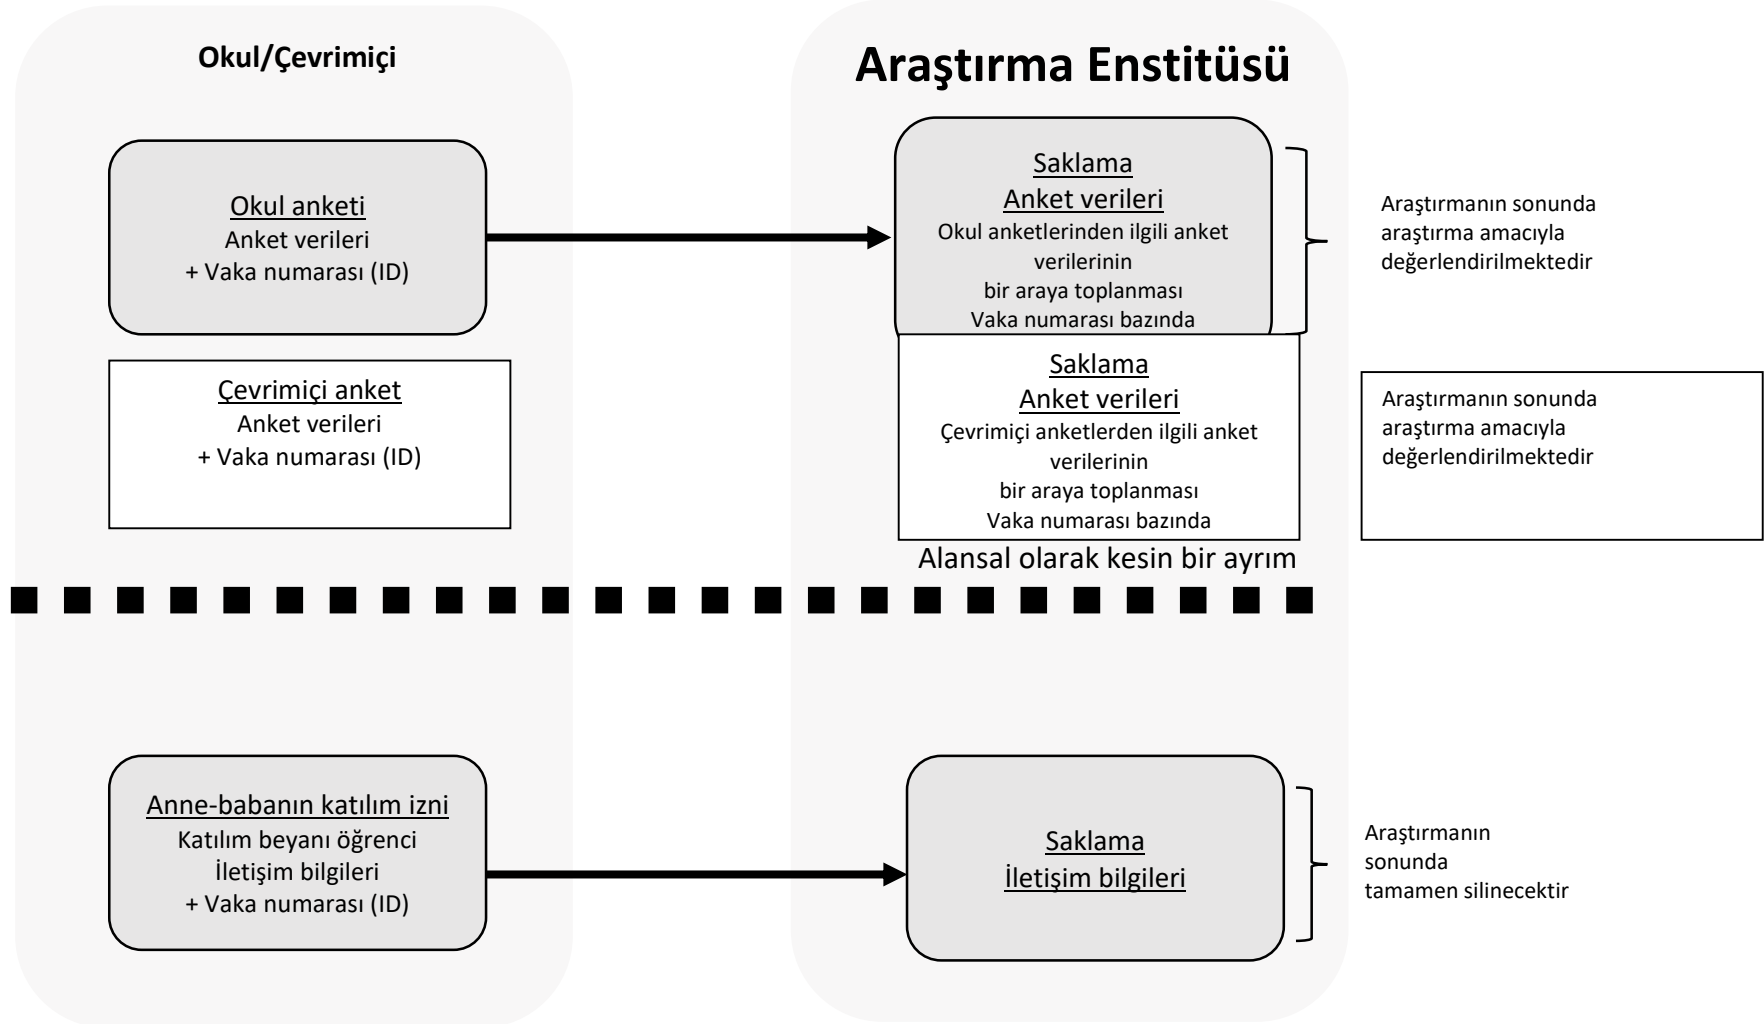 Okul/Çevrimiçi
Araştırma Enstitüsü
Okul anketi
Anket verileri
+ Vaka numarası (ID)
Saklama
Anket verileri
Okul anketlerinden ilgili anket
verilerinin
bir araya toplanması
Vaka numarası bazında
Araştırmanın sonunda
araştırma amacıyla
değerlendirilmektedir
Çevrimiçi anket
Anket verileri
+ Vaka numarası (ID)
Saklama
Anket verileri
Çevrimiçi anketlerden ilgili anket
verilerinin
bir araya toplanması
Vaka numarası bazında
Araştırmanın sonunda
araştırma amacıyla
değerlendirilmektedir
Alansal olarak kesin bir ayrım
Anne-babanın katılım izni
Katılım beyanı öğrenci
İletişim bilgileri
+ Vaka numarası (ID)
Saklama
İletişim bilgileri
Araştırmanın
sonunda
tamamen silinecektir